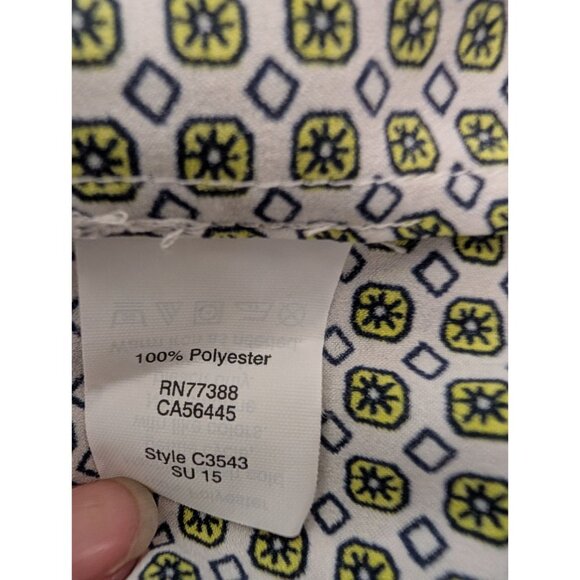 100% Polyester
RN77388
CA56445
Style C3543
SU 15